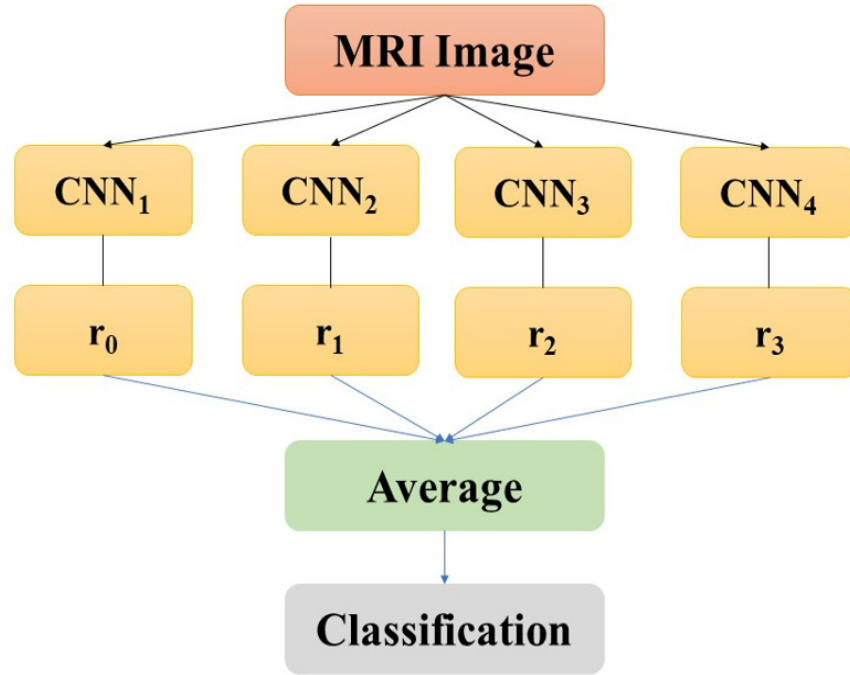 MRI Image
CNN₁ CNN₂ CNN₃ CNN₄
r₀ r₁ r₂ r₃
Average
Classification